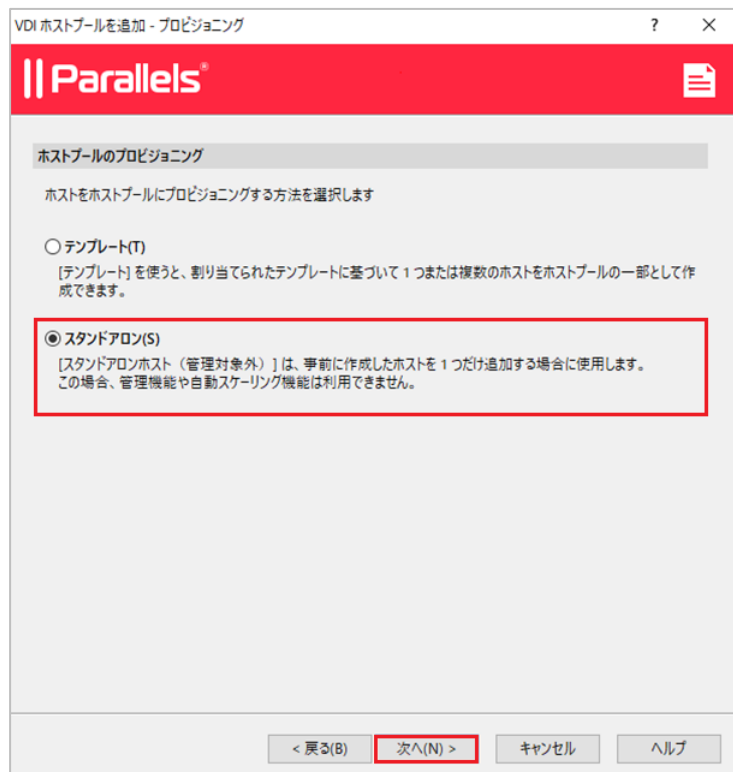 VDI ホストプールを追加 - プロビジョニング
?
×
Parallels®
ホストプールのプロビジョニング
ホストをホストプールにプロビジョニングする方法を選択します
テンプレート(T)
[テンプレート] を使うと、割り当てられたテンプレートに基づいて 1 つまたは複数のホストをホストプールの一部として作
成できます。
スタンドアロン(S)
[スタンドアロンホスト（管理対象外）] は、事前に作成したホストを 1 つだけ追加する場合に使用します。
この場合、管理機能や自動スケーリング機能は利用できません。
< 戻る(B)
次へ(N) >
キャンセル
ヘルプ